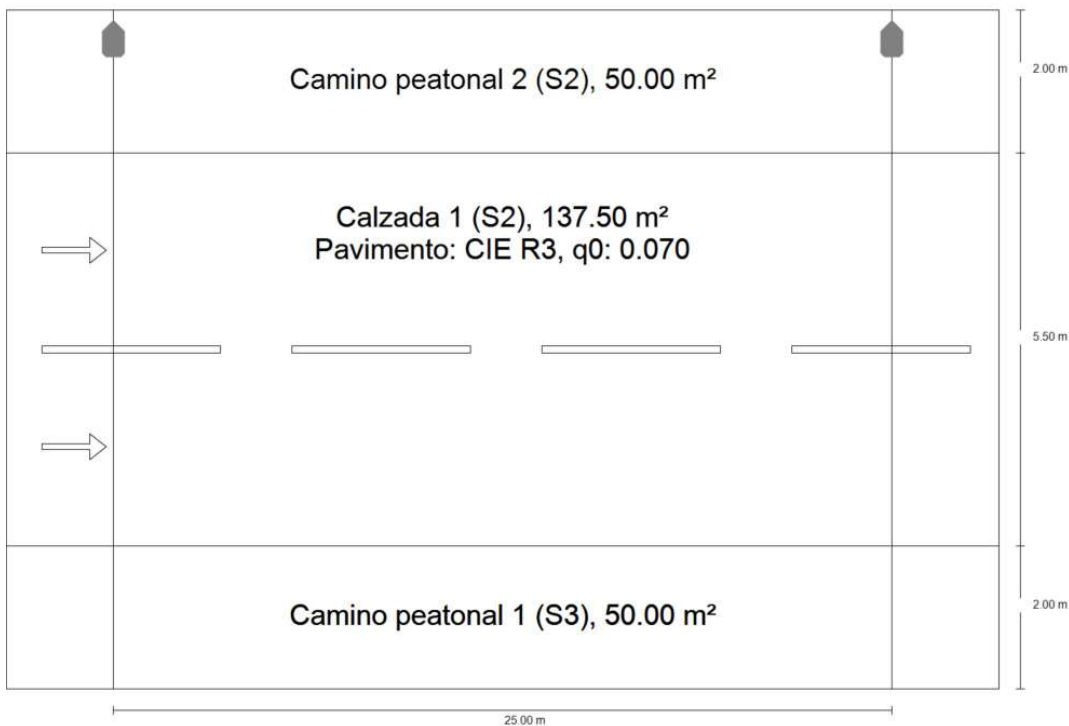 Camino peatonal 2 (S2), 50.00 m²
2.00 m
Calzada 1 (S2), 137.50 m²
Pavimento: CIE R3, q0: 0.070
5.50 m
Camino peatonal 1 (S3), 50.00 m²
2.00 m
25.00 m